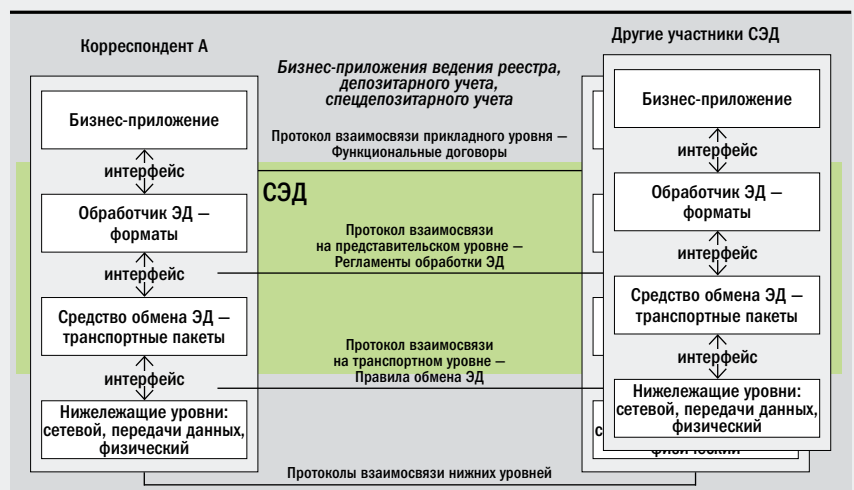 Корреспондент А
Другие участники СЭД
Бизнес-приложения ведения реестра,
депозитарного учета,
спецдепозитарного учета
Бизнес-приложение
интерфейс
Обработчик ЭД —
форматы
интерфейс
Средство обмена ЭД —
транспортные пакеты
интерфейс
Нижележащие уровни:
сетевой, передачи данных,
физический
Протокол взаимосвязи прикладного уровня —
Функциональные договоры
СЭД
Протокол взаимосвязи
на представительском уровне —
Регламенты обработки ЭД
Протокол взаимосвязи
на транспортном уровне —
Правила обмена ЭД
Протоколы взаимосвязи нижних уровней
Бизнес-приложение
интерфейс
Обработчик ЭД —
форматы
интерфейс
Средство обмена ЭД —
транспортные пакеты
интерфейс
Нижележащие уровни:
сетевой, передачи данных,
физический